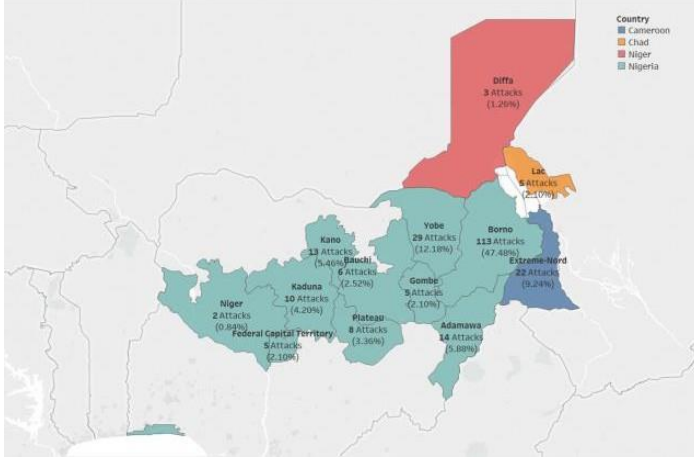 Country
Cameroon
Chad
Niger
Nigeria
Diffa
3 Attacks
(1.26%)
Lac
5 Attacks
(2.10%)
Yobe
29 Attacks
(12.18%)
Borno
113 Attacks
(47.48%)
Extreme-Nord
22 Attacks
(9.24%)
Kano
13 Attacks
(5.46%)
Bauchi
6 Attacks
(2.52%)
Gombe
5 Attacks
(2.10%)
Kaduna
10 Attacks
(4.20%)
Niger
2 Attacks
(0.84%)
Federal Capital Territory
5 Attacks
(2.10%)
Plateau
8 Attacks
(3.36%)
Adamawa
14 Attacks
(5.88%)